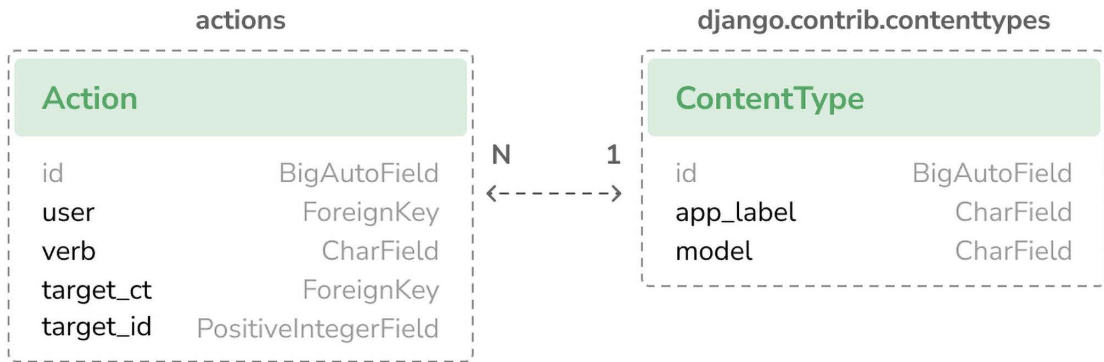 actions
Action
id BigAutoField
user ForeignKey
verb CharField
target_ct ForeignKey
target_id PositiveIntegerField
N 1
django.contrib.contenttypes
ContentType
id BigAutoField
app_label CharField
model CharField